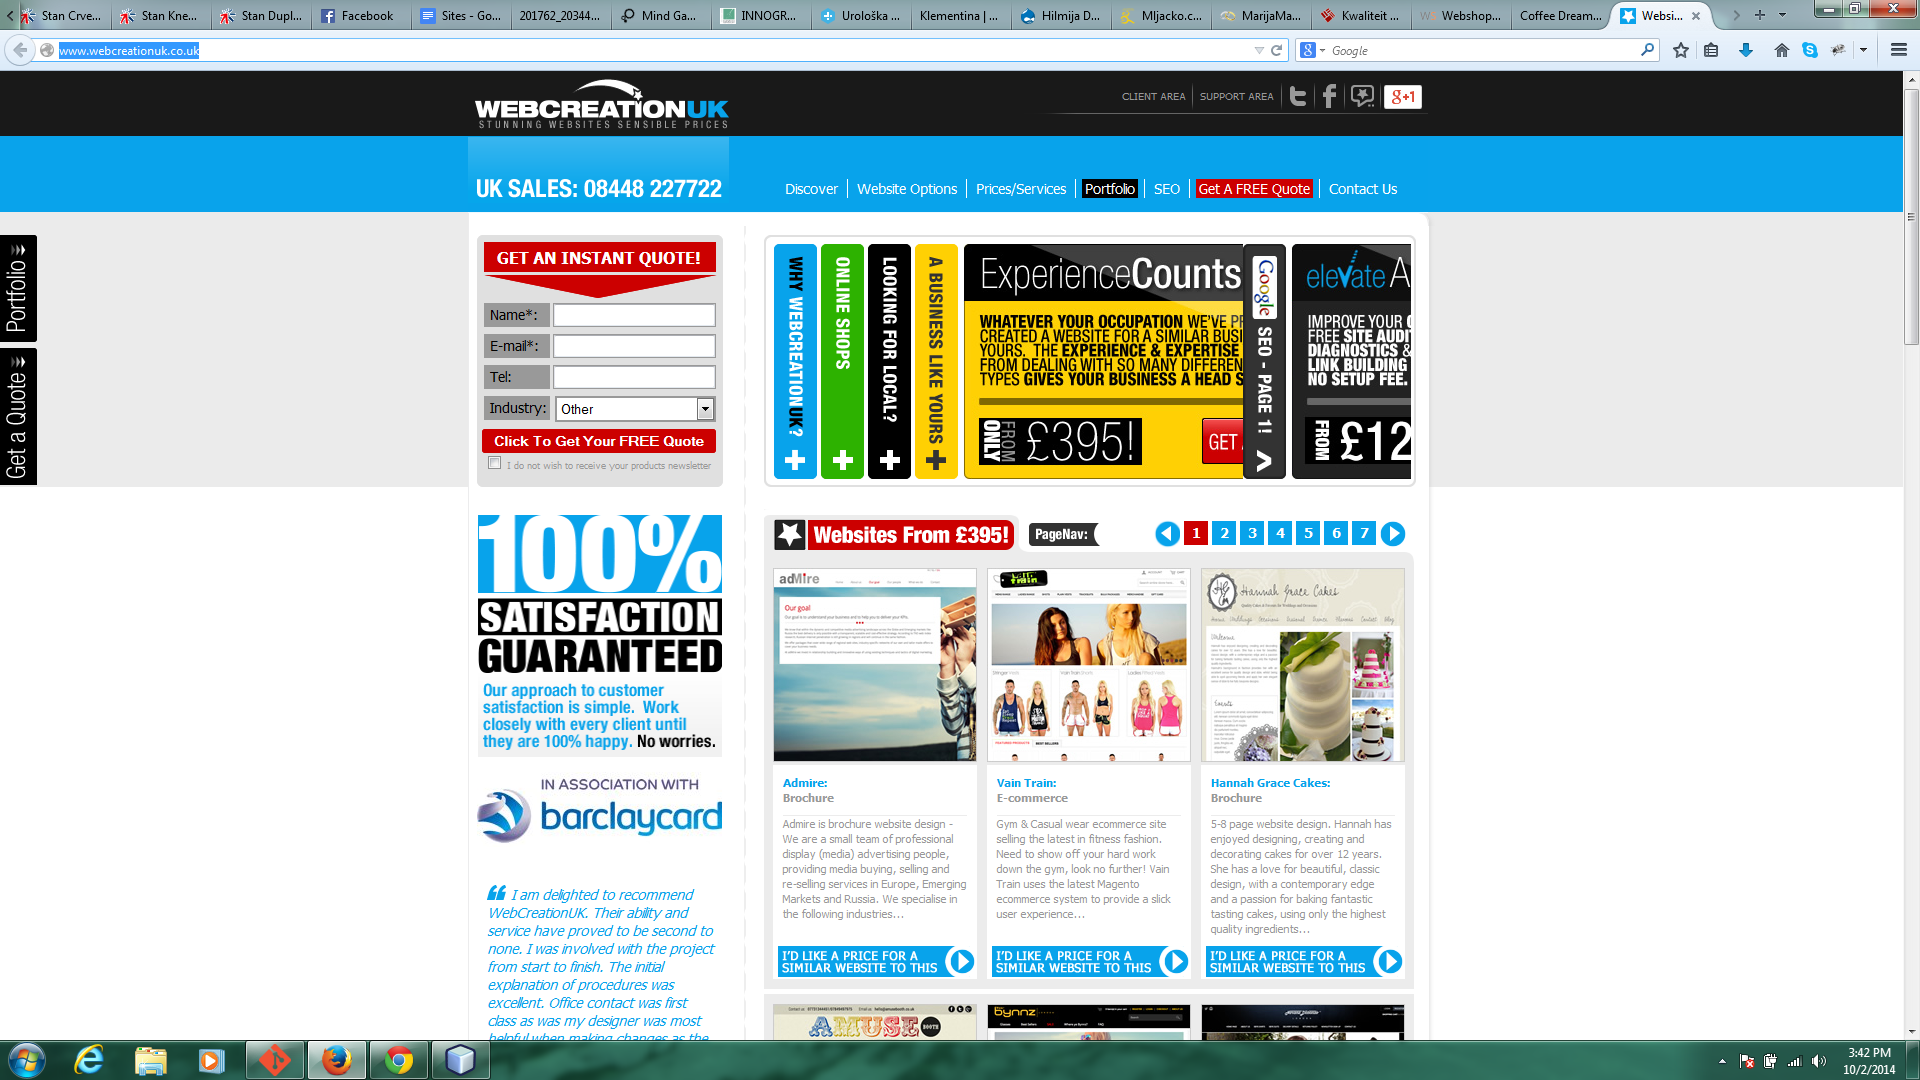 Stan Crve...
Stan Kne...
Stan Dupl...
Facebook
Sites - Go...
201762_20344...
Mind Ga...
INNOGR...
Urološka ...
Klementina | ...
Hilmija D...
Mljacko.c...
MarijaMa...
Kwaliteit ...
Webshop...
Coffee Dream...
Websi...
www.webcreationuk.co.uk
Google
WEBCREATIONUK
STUNNING WEBSITES SENSIBLE PRICES
CLIENT AREA
SUPPORT AREA
g+1
UK SALES: 08448 227722
Discover
Website Options
Prices/Services
Portfolio
SEO
Get A FREE Quote
Contact Us
Portfolio
Get a Quote
GET AN INSTANT QUOTE!
Name*:
E-mail*:
Tel:
Industry:
Other
Click To Get Your FREE Quote
I do not wish to receive your products newsletter
WHY WEBCREATIONUK?
ONLINE SHOPS
LOOKING FOR LOCAL?
A BUSINESS LIKE YOURS
ExperienceCounts
WHATEVER YOUR OCCUPATION WE'VE PR
CREATED A WEBSITE FOR A SIMILAR BUSI
YOURS. THE EXPERIENCE & EXPERTISE
FROM DEALING WITH SO MANY DIFFEREN
TYPES GIVES YOUR BUSINESS A HEAD S
ONLY FROM £395!
GET
Google SEO - PAGE 1!
elevate A
IMPROVE YOUR
FREE SITE AUDI
DIAGNOSTICS &
LINK BUILDING
NO SETUP FEE.
FROM £12
100%
SATISFACTION
GUARANTEED
Our approach to customer
satisfaction is simple. Work
closely with every client until
they are 100% happy. No worries.
IN ASSOCIATION WITH
barclaycard
I am delighted to recommend
WebCreationUK. Their ability and
service have proved to be second to
none. I was involved with the project
from start to finish. The initial
explanation of procedures was
excellent. Office contact was first
class as was my designer was most
helpful when making changes as the
Websites From £395!
PageNav:
1 2 3 4 5 6 7
adMire
Our goal
Vain Train
Hannah Grace Cakes
Welcome
Events
Admire:
Brochure
Admire is brochure website design -
We are a small team of professional
display (media) advertising people,
providing media buying, selling and
re-selling services in Europe, Emerging
Markets and Russia. We specialise in
the following industries...
I'D LIKE A PRICE FOR A
SIMILAR WEBSITE TO THIS
Vain Train:
E-commerce
Gym & Casual wear ecommerce site
selling the latest in fitness fashion.
Need to show off your hard work
down the gym, look no further! Vain
Train uses the latest Magento
ecommerce system to provide a slick
user experience...
I'D LIKE A PRICE FOR A
SIMILAR WEBSITE TO THIS
Hannah Grace Cakes:
Brochure
5-8 page website design. Hannah has
enjoyed designing, creating and
decorating cakes for over 12 years.
She has a love for beautiful, classic
design, with a contemporary edge
and a passion for baking fantastic
tasting cakes, using only the highest
quality ingredients...
I'D LIKE A PRICE FOR A
SIMILAR WEBSITE TO THIS
AMUSE BOOTH
bynnz
3:42 PM
10/2/2014